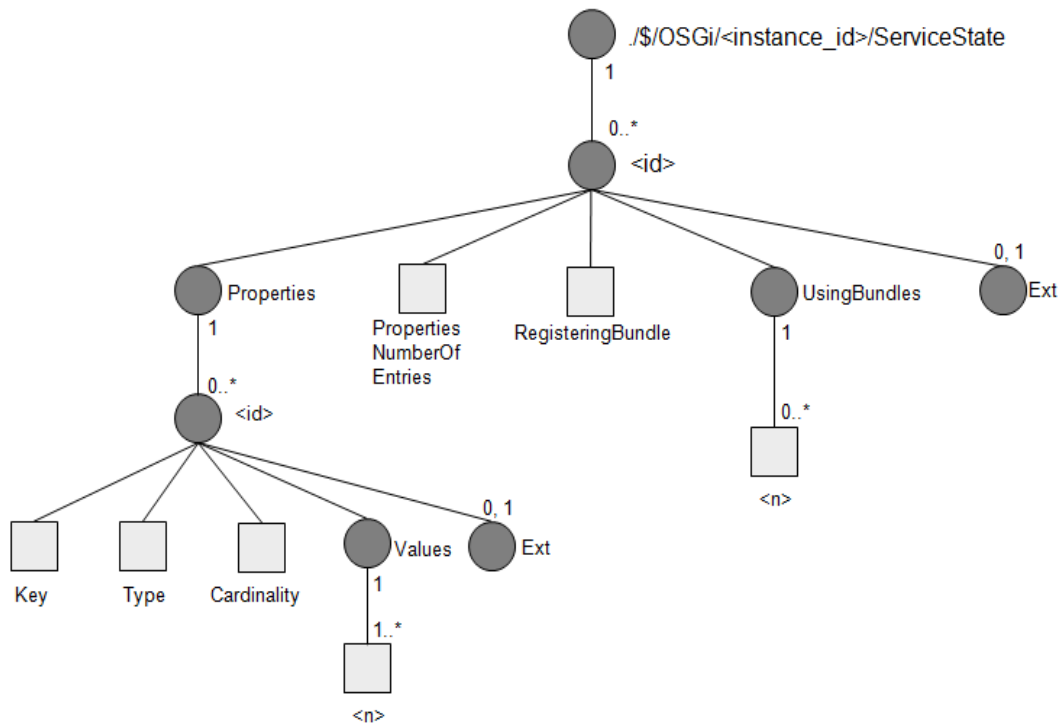 ./$/OSGi/<instance_id>/ServiceState
1
0..*
<id>
0, 1
Properties
UsingBundles
Ext
1
Properties
NumberOf
Entries
RegisteringBundle
1
0..*
<id>
0..*
<n>
0, 1
Values
Ext
Key
Type
Cardinality
1
1..*
<n>